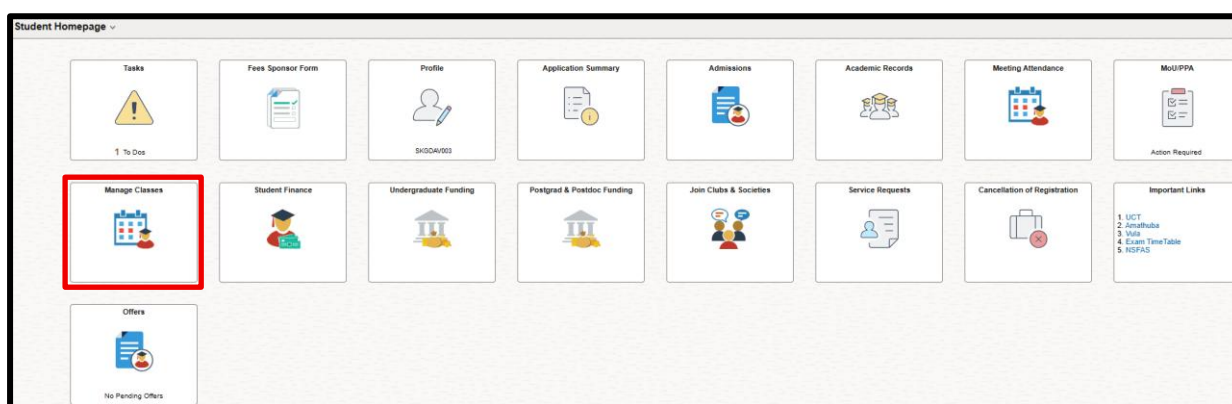 Student Homepage
Tasks
1 To Dos
Fees Sponsor Form
Profile
SKGDAV003
Application Summary
Admissions
Academic Records
Meeting Attendance
MoU/PPA
Action Required
Manage Classes
Student Finance
Undergraduate Funding
Postgrad & Postdoc Funding
Join Clubs & Societies
Service Requests
Cancellation of Registration
Important Links
1. UCT
2. Amathuba
3. Vula
4. Exam TimeTable
5. NSFAS
Offers
No Pending Offers